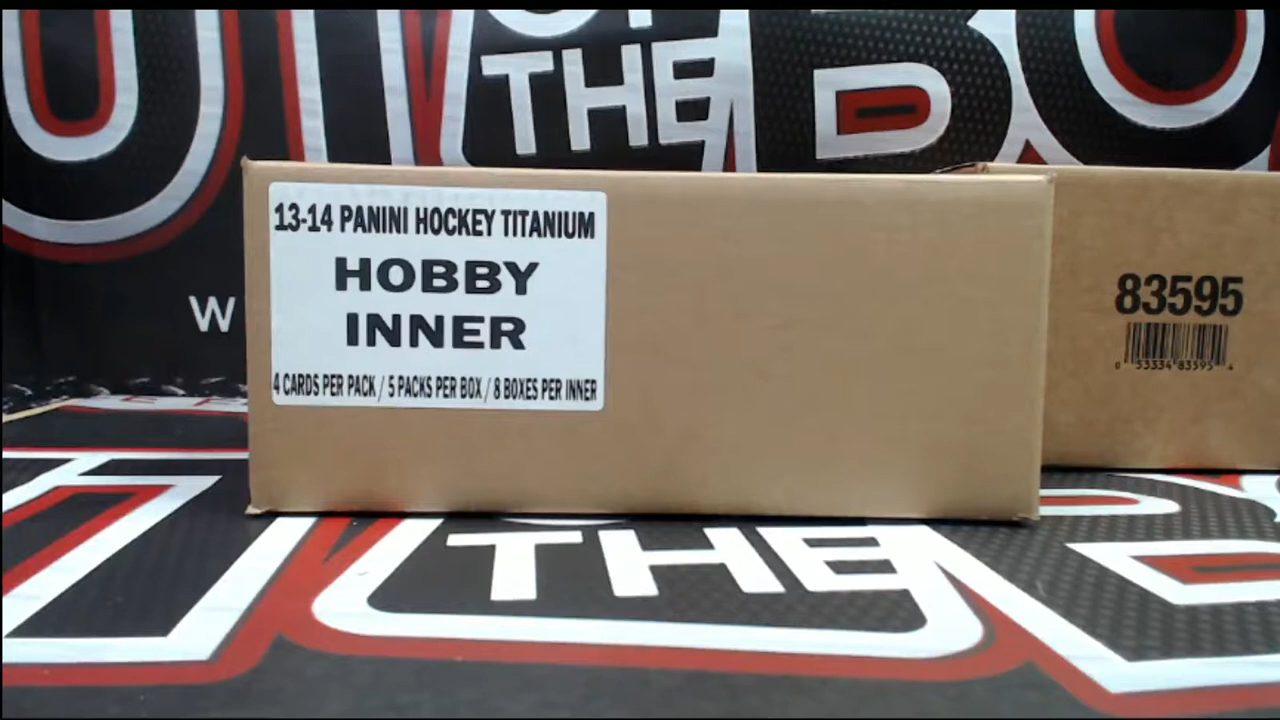 THE
W
13-14 PANINI HOCKEY TITANIUM
HOBBY
INNER
4 CARDS PER PACK / 5 PACKS PER BOX / 8 BOXES PER INNER
83595
0 53334 83595 4
THE